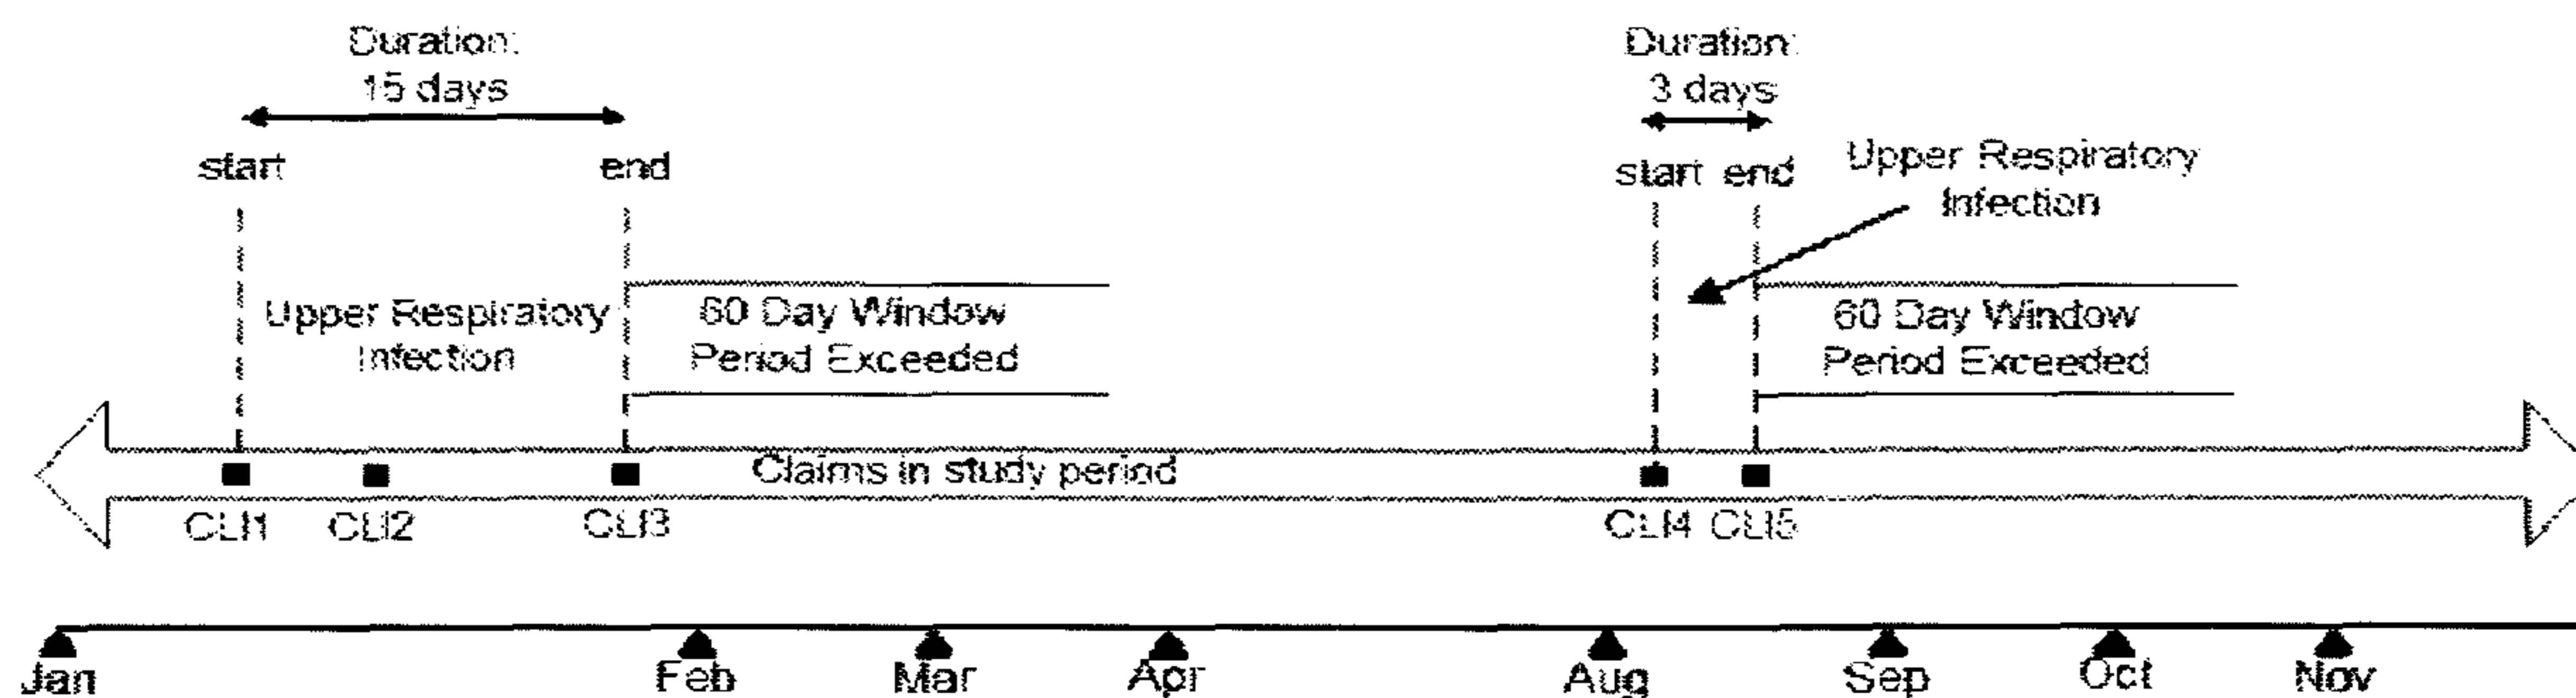 Duration:
15 days
start
end
Upper Respiratory
Infection
60 Day Window
Period Exceeded
Duration:
3 days
start end
Upper Respiratory
Infection
60 Day Window
Period Exceeded
Claims in study period
CLI1
CLI2
CLI3
CLI4 CLI5
Jan
Feb
Mar
Apr
Aug
Sep
Oct
Nov